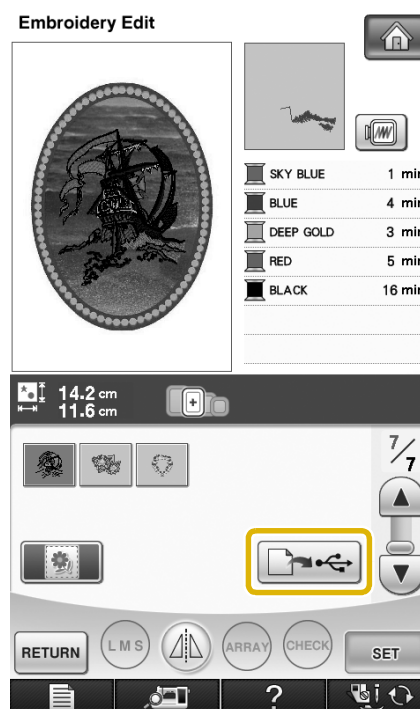 Embroidery Edit
SKY BLUE 1 min
BLUE 4 min
DEEP GOLD 3 min
RED 5 min
BLACK 16 min
14.2 cm
11.6 cm
7/7
RETURN
L M S
ARRAY
CHECK
SET
?